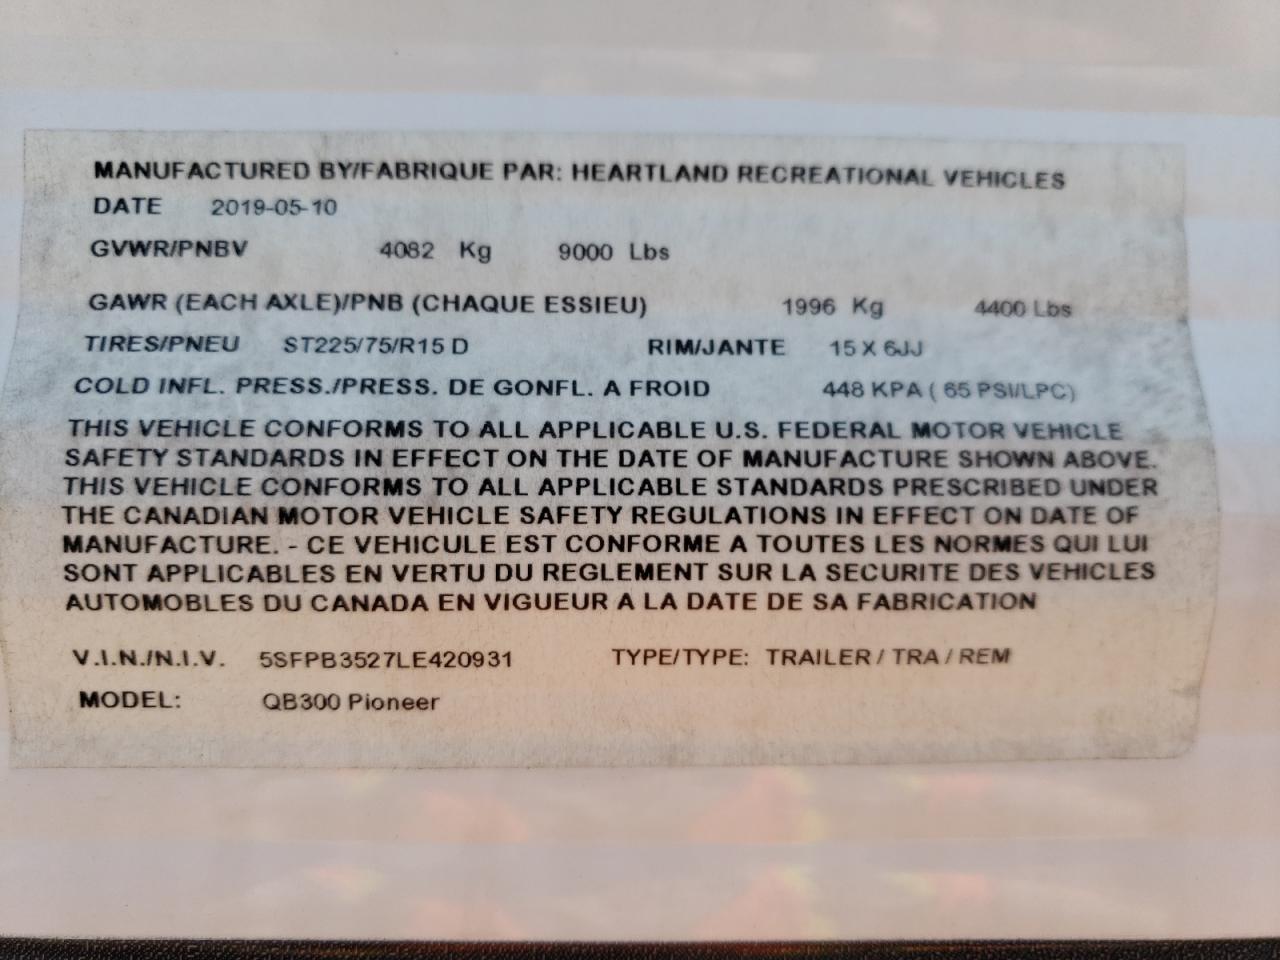 MANUFACTURED BY/FABRIQUE PAR: HEARTLAND RECREATIONAL VEHICLES
DATE 2019-05-10
GVWR/PNBV 4082 Kg 9000 Lbs
GAWR (EACH AXLE)/PNB (CHAQUE ESSIEU) 1996 Kg 4400 Lbs
TIRES/PNEU ST225/75/R15 D RIM/JANTE 15 X 6JJ
COLD INFL. PRESS./PRESS. DE GONFL. A FROID 448 KPA ( 65 PSI/LPC)
THIS VEHICLE CONFORMS TO ALL APPLICABLE U.S. FEDERAL MOTOR VEHICLE
SAFETY STANDARDS IN EFFECT ON THE DATE OF MANUFACTURE SHOWN ABOVE.
THIS VEHICLE CONFORMS TO ALL APPLICABLE STANDARDS PRESCRIBED UNDER
THE CANADIAN MOTOR VEHICLE SAFETY REGULATIONS IN EFFECT ON DATE OF
MANUFACTURE. - CE VEHICULE EST CONFORME A TOUTES LES NORMES QUI LUI
SONT APPLICABLES EN VERTU DU REGLEMENT SUR LA SECURITE DES VEHICLES
AUTOMOBLES DU CANADA EN VIGUEUR A LA DATE DE SA FABRICATION
V.I.N./N.I.V. 5SFPB3527LE420931 TYPE/TYPE: TRAILER / TRA / REM
MODEL: QB300 Pioneer